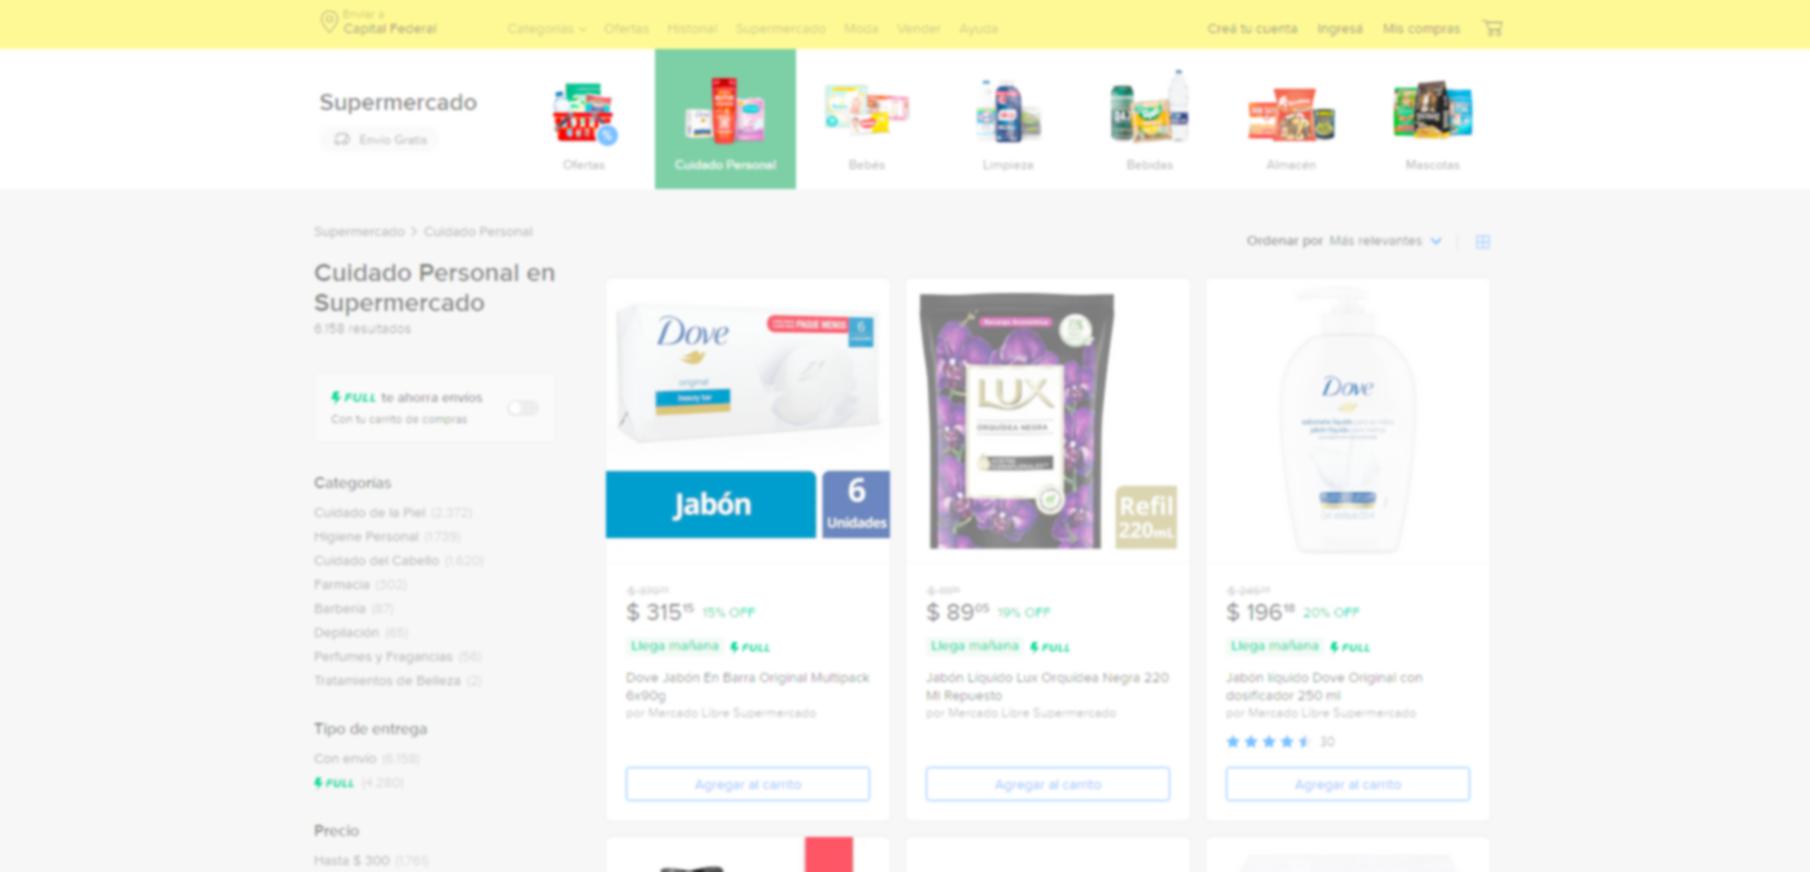 Enviar a
Capital Federal
Categorías Ofertas Historial Supermercado Moda Vender Ayuda
Creá tu cuenta Ingresá Mis compras
Supermercado
Envío Gratis
Ofertas
Cuidado Personal
Bebés
Limpieza
Bebidas
Almacén
Mascotas
Supermercado > Cuidado Personal
Ordenar por Más relevantes
Cuidado Personal en
Supermercado
6.158 resultados
FULL te ahorra envíos
Con tu carrito de compras
Categorías
Cuidado de la Piel (2.372)
Higiene Personal (1.739)
Cuidado del Cabello (1.620)
Farmacia (302)
Barbería (87)
Depilación (65)
Perfumes y Fragancias (56)
Tratamientos de Belleza (2)
Tipo de entrega
Con envío (6.158)
FULL (4.280)
Precio
Hasta $ 300 (1.761)
Dove
PAGUE MENOS
6
original
beauty bar
Jabón
6
Unidades
$ 315 15 15% OFF
Llega mañana FULL
Dove Jabón En Barra Original Multipack
6x90g
por Mercado Libre Supermercado
Agregar al carrito
LUX
ORQUÍDEA NEGRA
Refil
220mL
$ 89 05 19% OFF
Llega mañana FULL
Jabón Líquido Lux Orquídea Negra 220
Ml Repuesto
por Mercado Libre Supermercado
Agregar al carrito
Dove
$ 196 18 20% OFF
Llega mañana FULL
Jabón líquido Dove Original con
dosificador 250 ml
por Mercado Libre Supermercado
30
Agregar al carrito